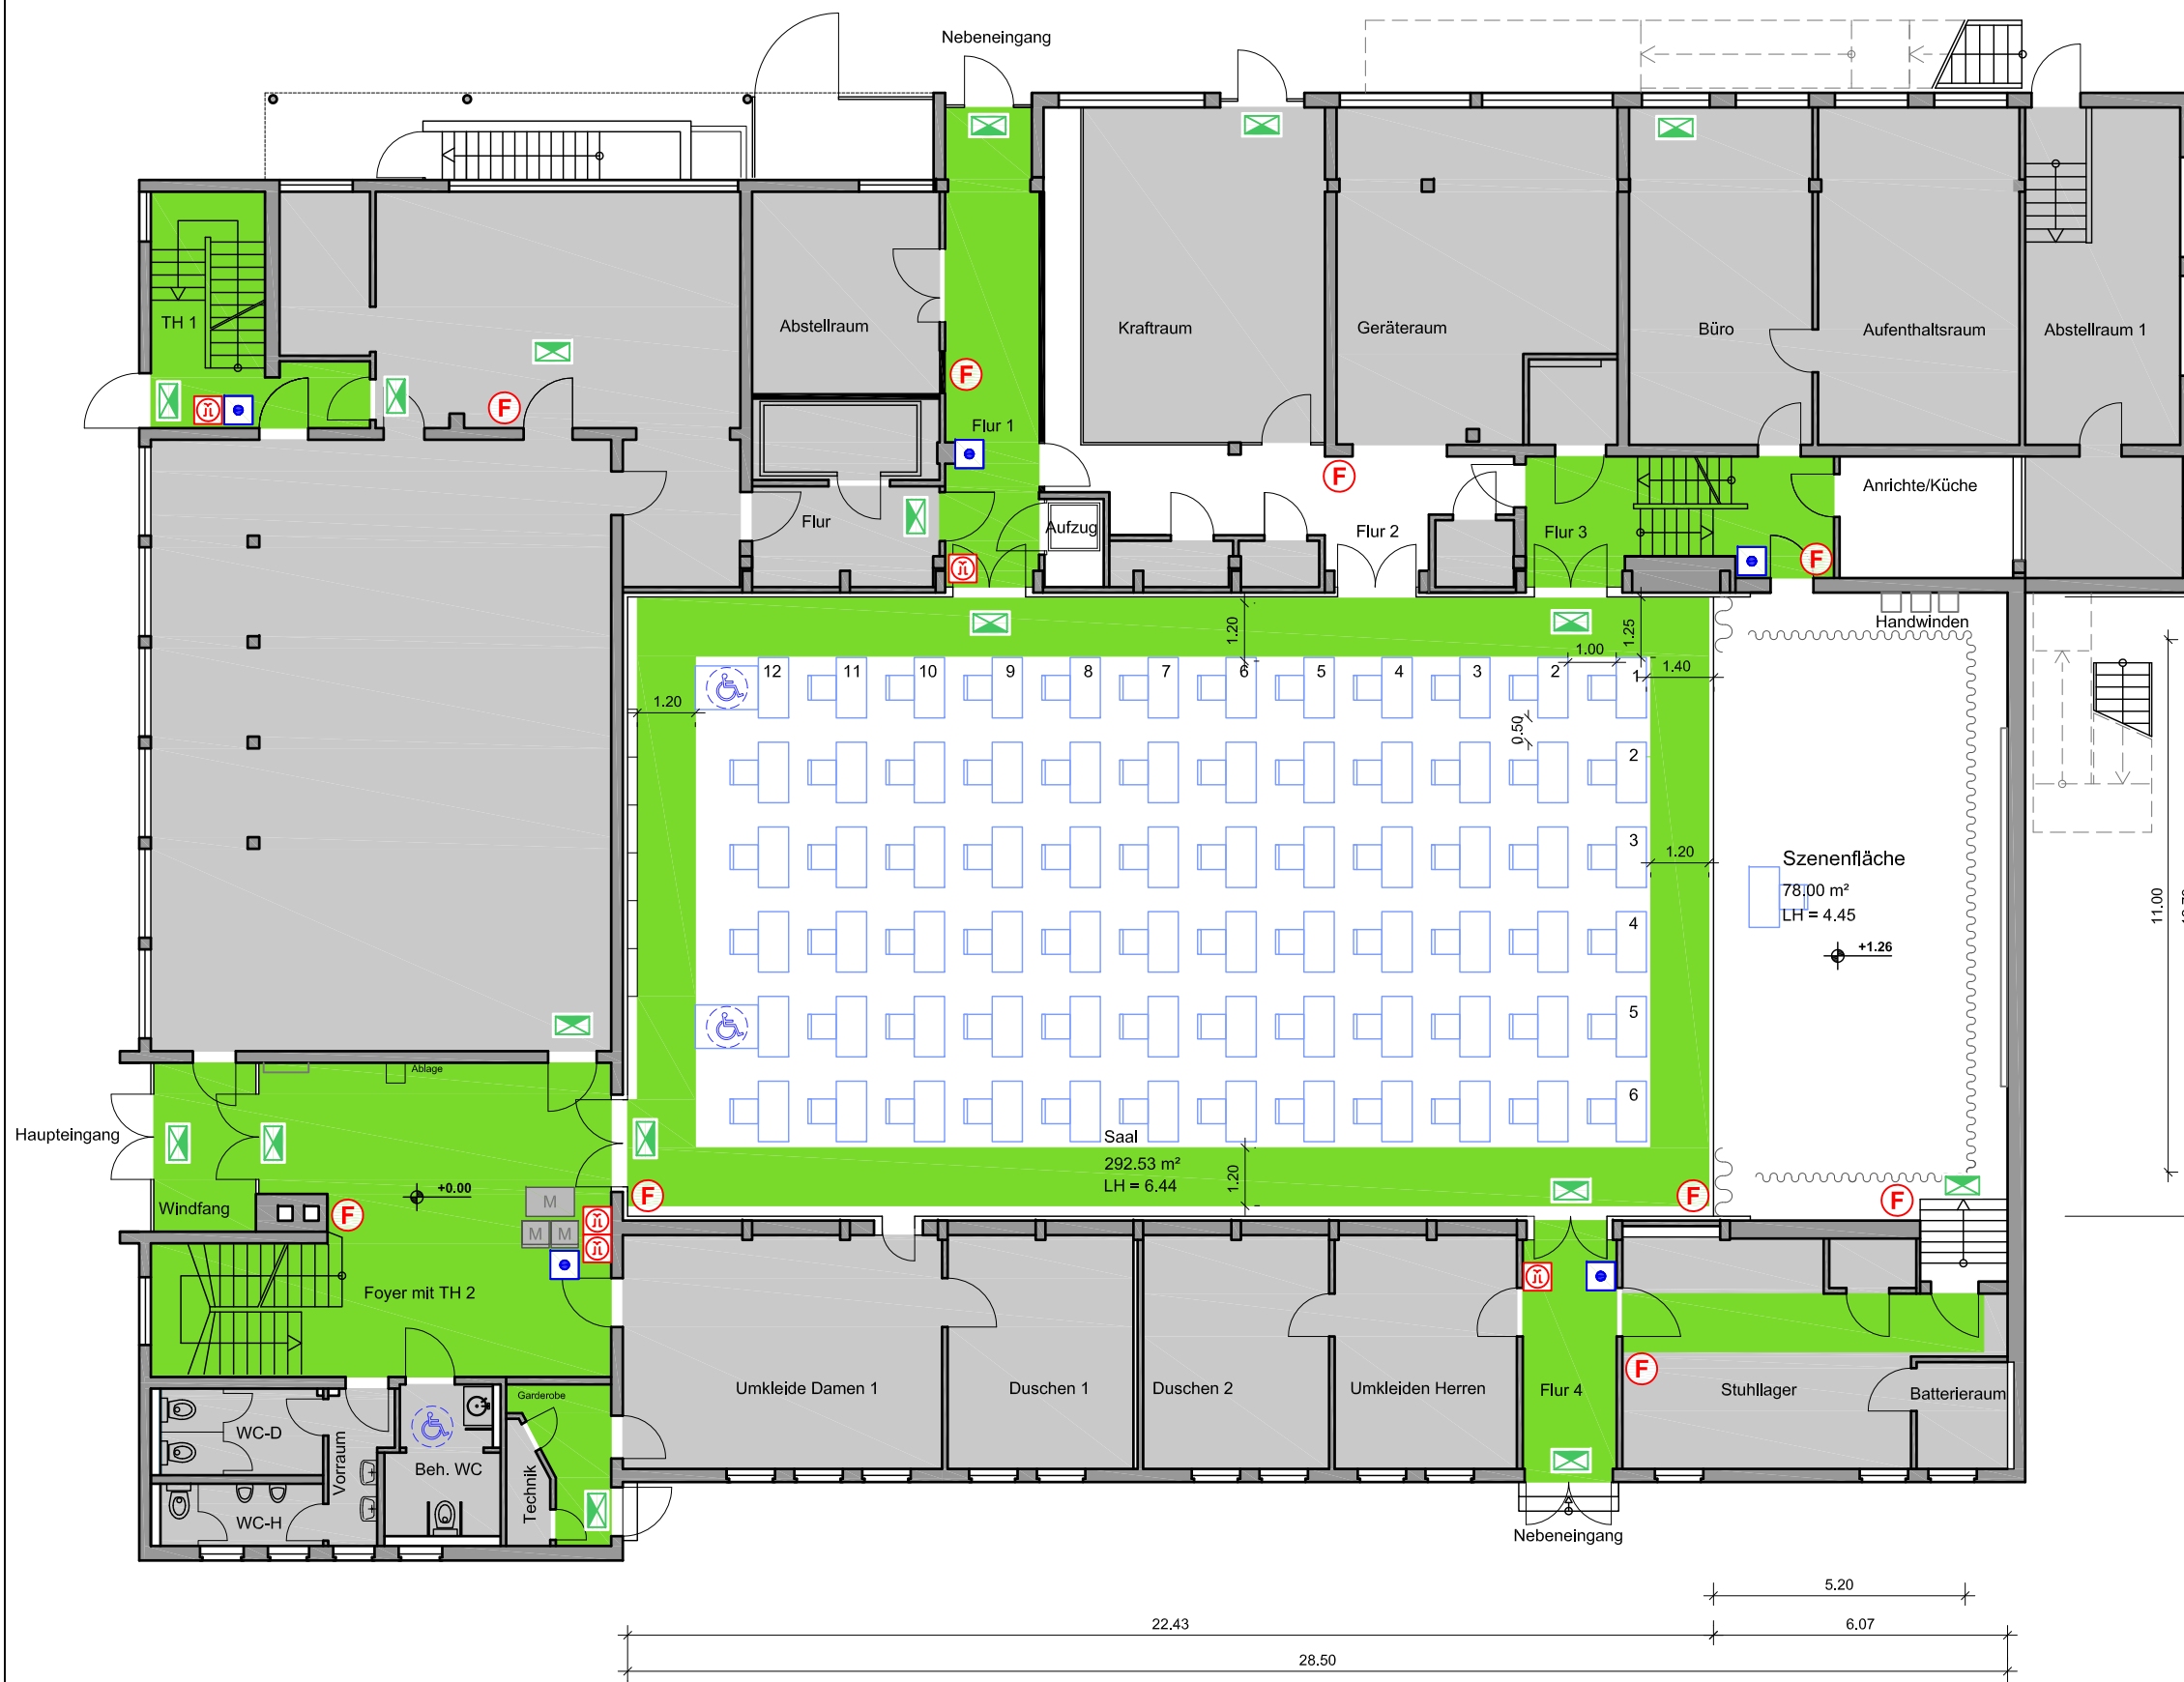 Nebeneingang
TH 1
Abstellraum
Kraftraum
Geräteraum
Büro
Aufenthaltsraum
Abstellraum 1
F
F
Flur 1
F
Anrichte/Küche
Flur
Aufzug
Flur 2
Flur 3
F
Handwinden
1.20
1.25
1.00
1.40
1.20
12
11
10
9
8
7
6
5
4
3
2
1
0.50
2
3
1.20
Szenenfläche
78.00 m²
LH = 4.45
4
+1.26
11.00
5
6
Ablage
Haupteingang
Saal
292.53 m²
LH = 6.44
1.20
+0.00
M
M
M
Windfang
F
F
F
F
Foyer mit TH 2
F
Umkleide Damen 1
Duschen 1
Duschen 2
Umkleiden Herren
Flur 4
Stuhllager
Batterieraum
Garderobe
WC-D
Vorraum
Beh. WC
Technik
WC-H
Nebeneingang
5.20
22.43
6.07
28.50